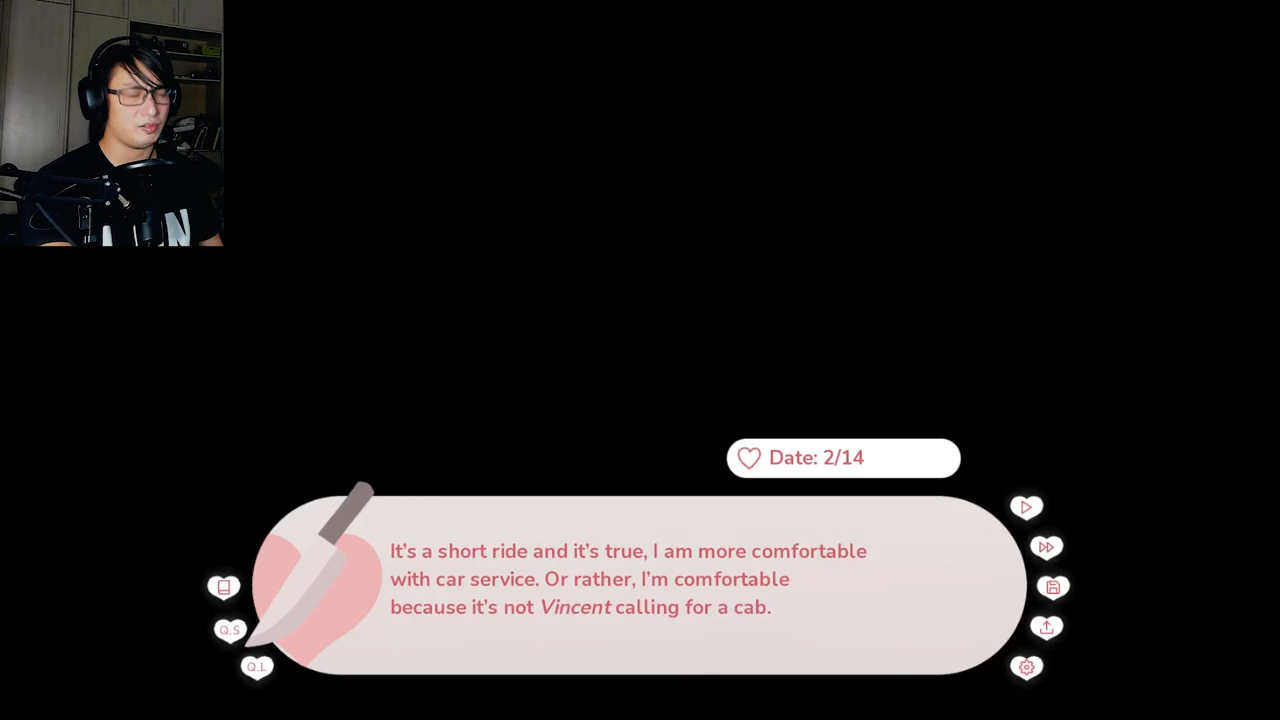 Date: 2/14
It's a short ride and it's true, I am more comfortable
with car service. Or rather, I'm comfortable
because it's not Vincent calling for a cab.
Q.S
Q.L